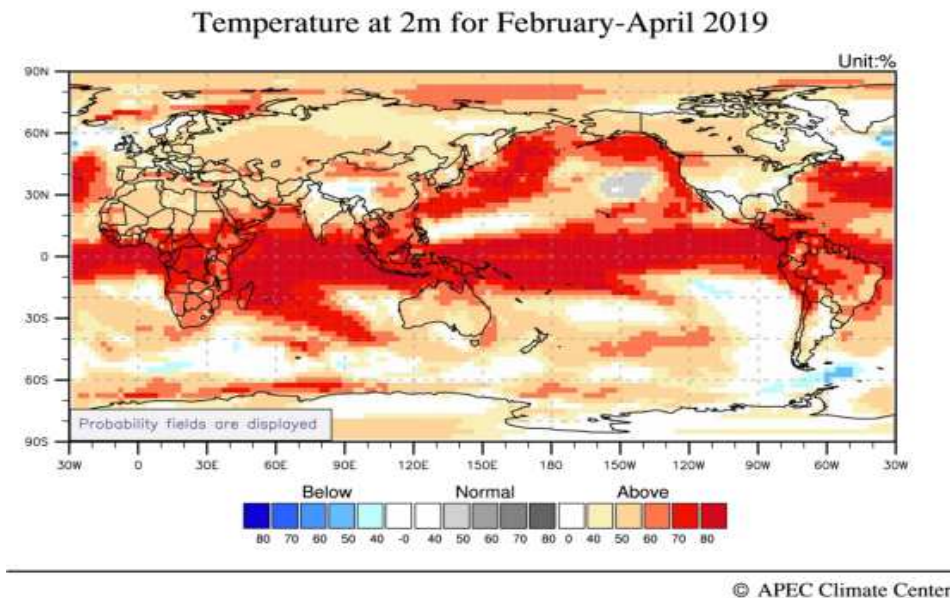 Temperature at 2m for February-April 2019
Unit:%
90N
60N
30N
0
30S
60S
90S
Probability fields are displayed
30W 0 30E 60E 90E 120E 150E 180 150W 120W 90W 60W 30W
Below Normal Above
80 70 60 50 40 -0 40 50 60 70 80 0 40 50 60 70 80
© APEC Climate Center